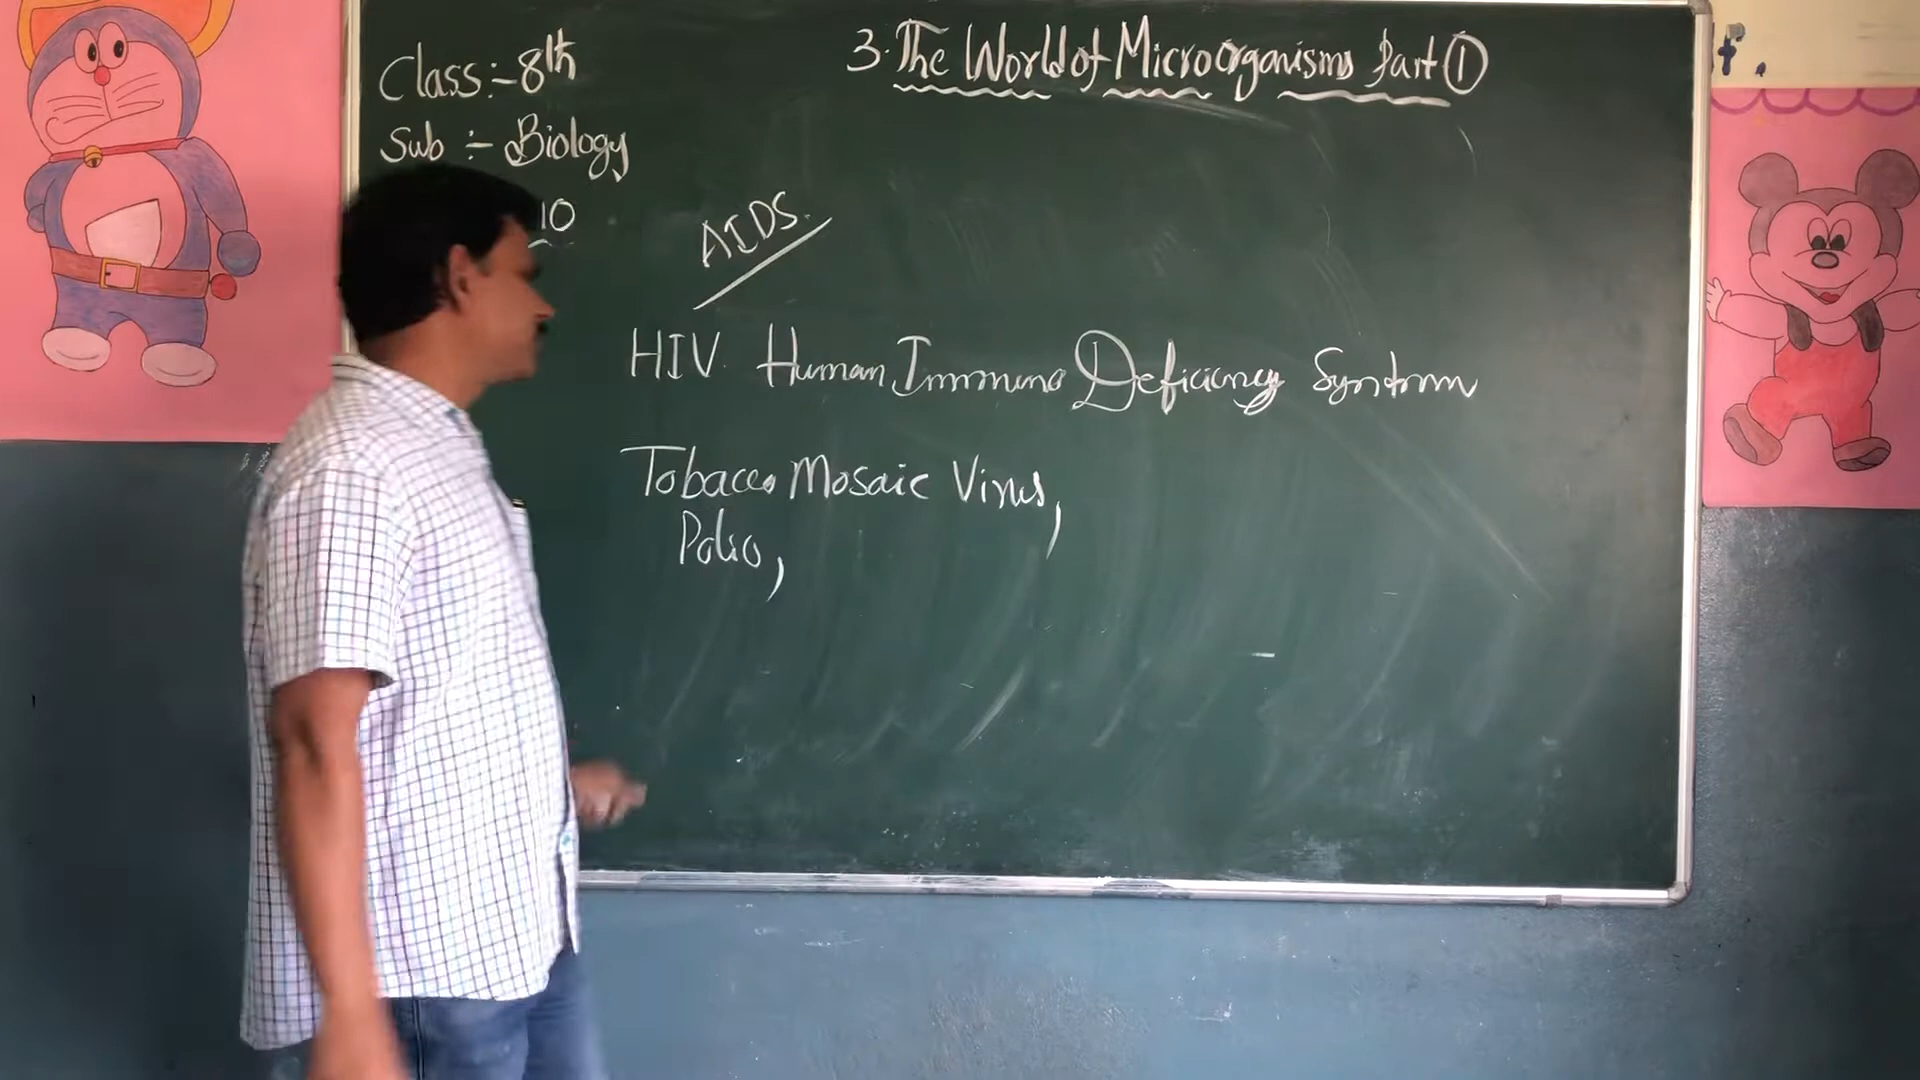 3. The World of Microorganisms Part ①
Class:- 8th
Sub :- Biology
10
AIDS.
HIV. Human Immuno Deficiency System
Tobacco Mosaic Virus,
Polio,